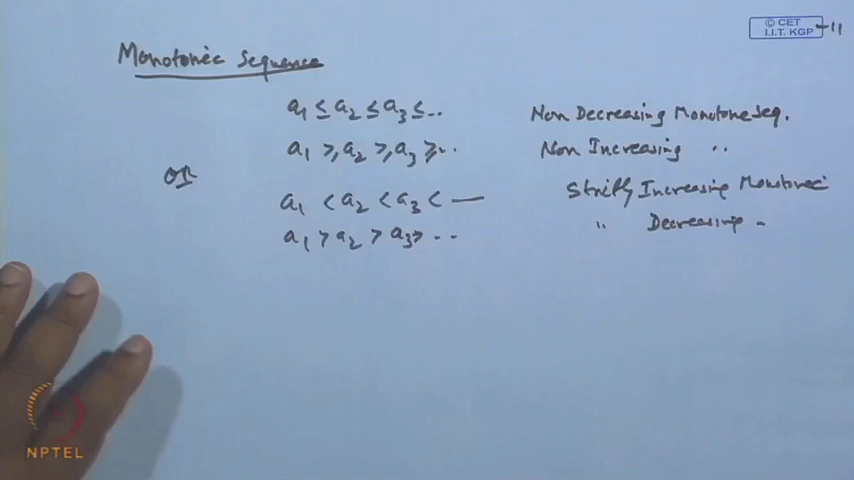 © CET
I.I.T. KGP
-11
Monotonic Sequence
a₁ ≤ a₂ ≤ a₃ ≤ .. Non Decreasing Monotone Seq.
a₁ ≥ a₂ ≥ a₃ ≥ .. Non Increasing ..
OR
a₁ < a₂ < a₃ < — Strictly Increasing Monotonic
a₁ > a₂ > a₃ > .. " Decreasing -
NPTEL